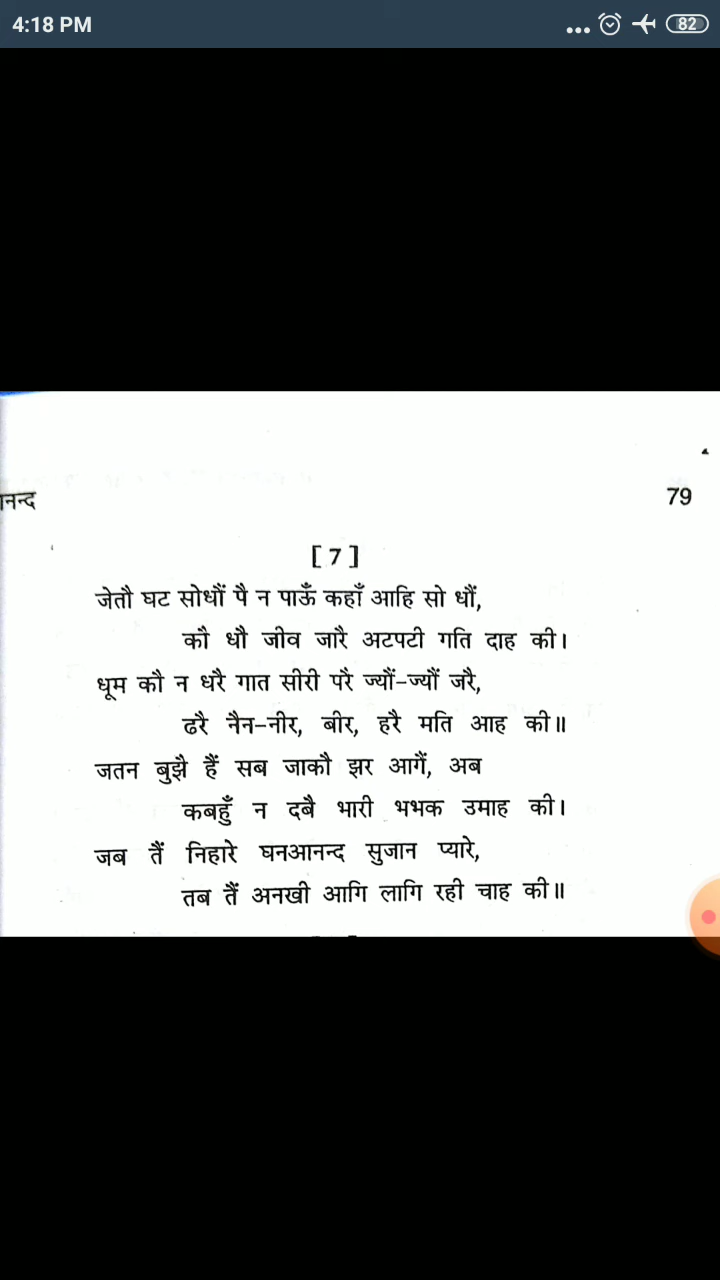 4:18 PM
82
नन्द
79
[ 7 ]
जेतौ घट सोधौं पै न पाऊँ कहाँ आहि सो धौं,
कौ धौ जीव जारै अटपटी गति दाह की।
धूम कौ न धरै गात सीरी परै ज्यौं-ज्यौं जरै,
ढरै नैन-नीर, बीर, हरै मति आह की॥
जतन बुझै हैं सब जाकौ झर आगैं, अब
कबहुँ न दबै भारी भभक उमाह की।
जब तैं निहारे घनआनन्द सुजान प्यारे,
तब तैं अनखी आगि लागि रही चाह की॥